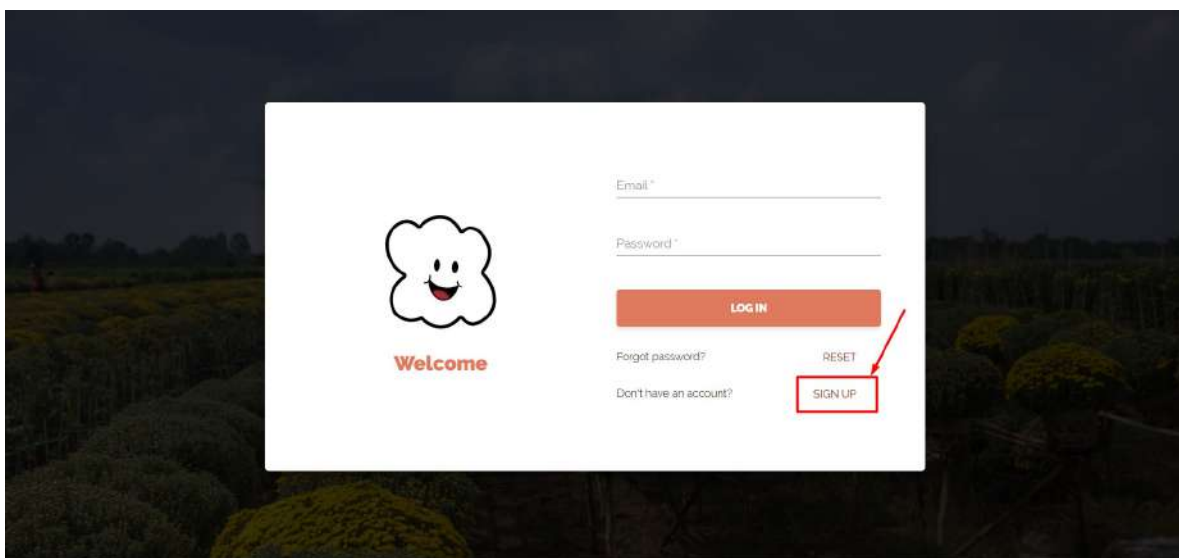 Email *
Password *
LOG IN
Welcome
Forgot password?
RESET
Don't have an account?
SIGN UP